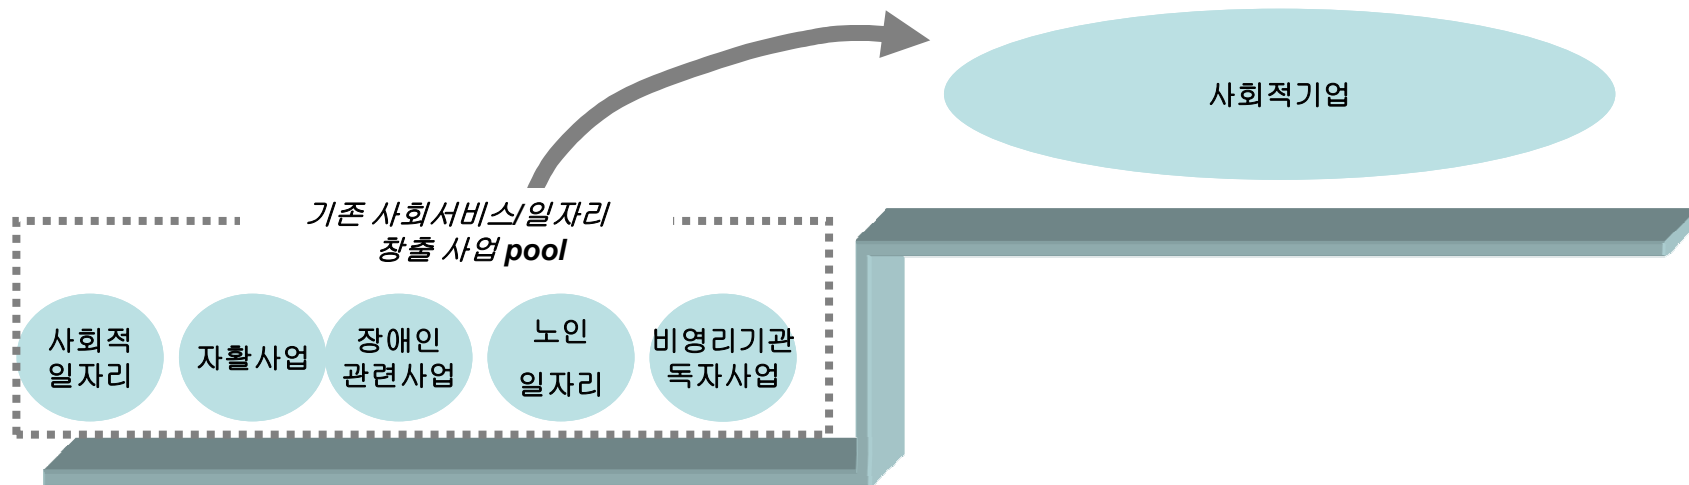 사회적기업
기존 사회서비스/일자리
창출 사업 pool
사회적
일자리
자활사업
장애인
관련사업
노인
일자리
비영리기관
독자사업